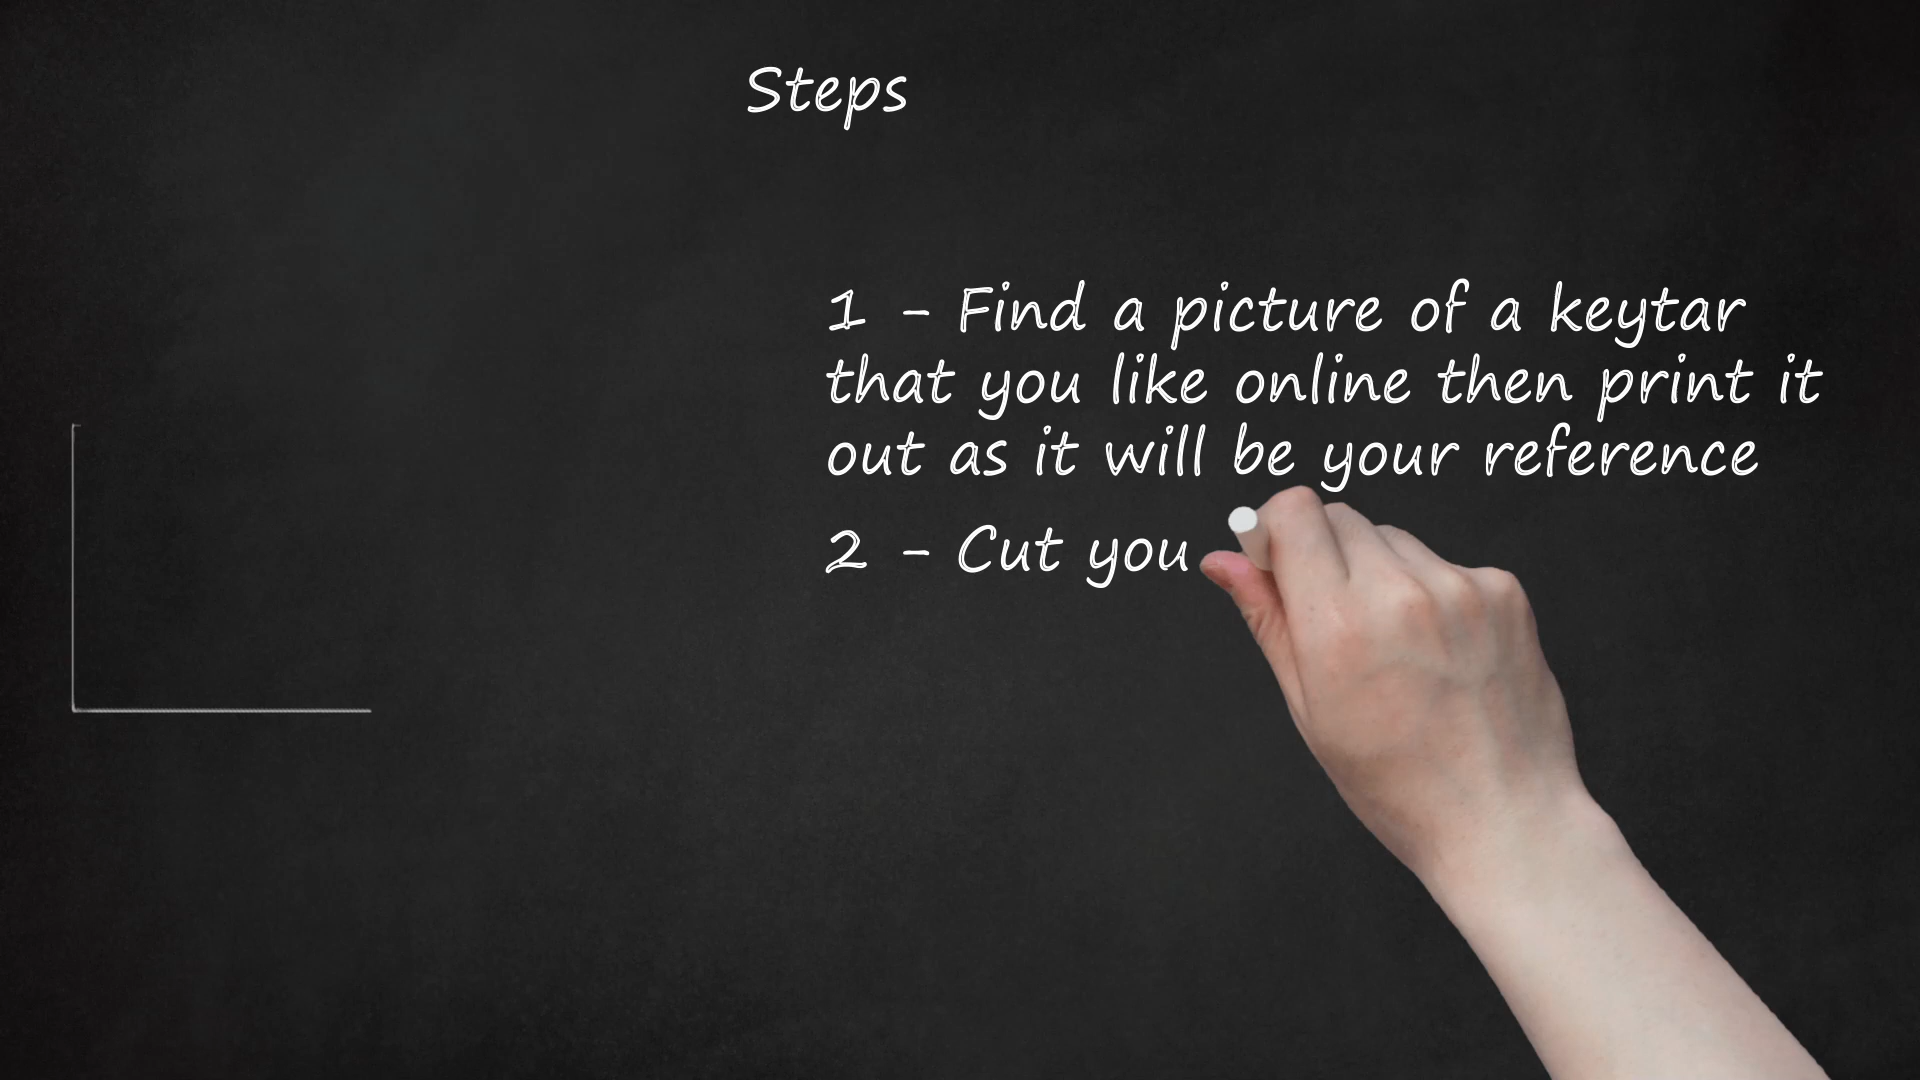 Steps
1 - Find a picture of a keytar
that you like online then print it
out as it will be your reference
2 - Cut you